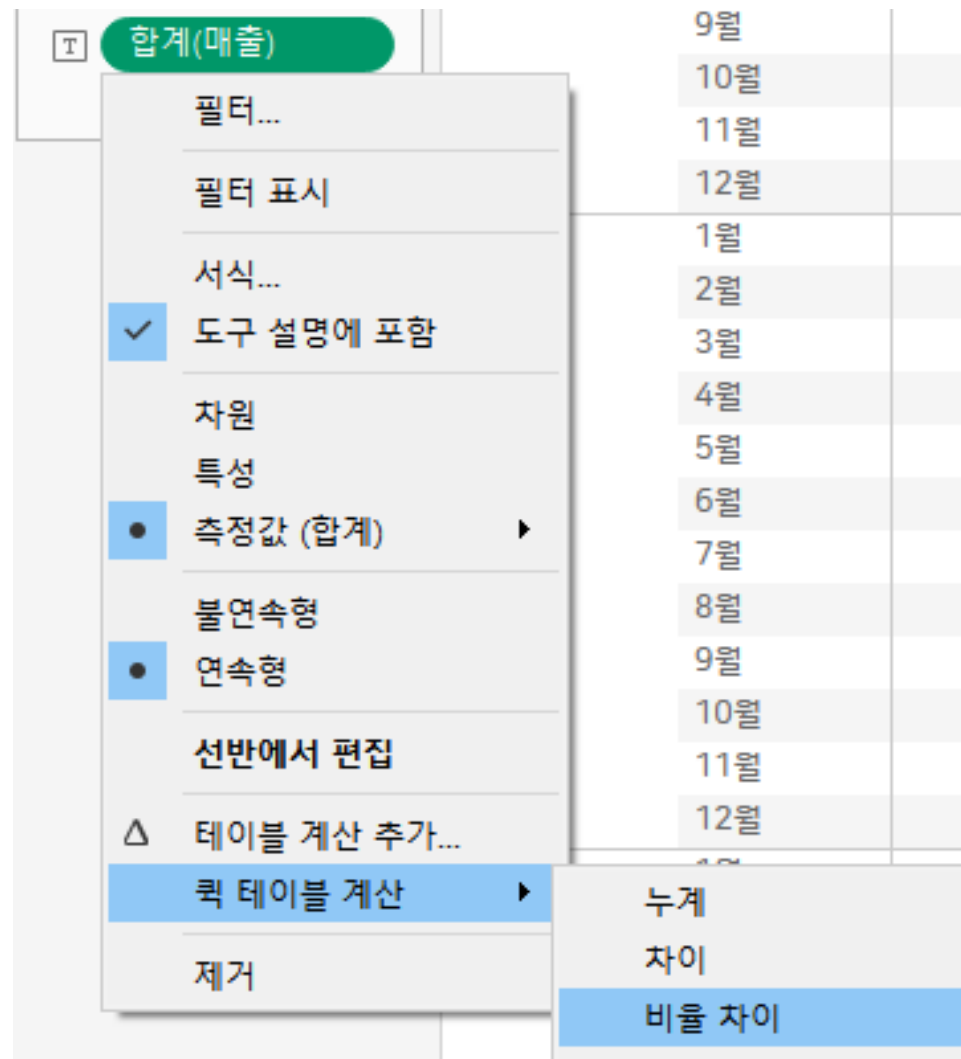 T 합계(매출)
필터...
필터 표시
서식...
도구 설명에 포함
차원
특성
측정값 (합계)
불연속형
연속형
선반에서 편집
테이블 계산 추가...
퀵 테이블 계산
제거
누계
차이
비율 차이
9월
10월
11월
12월
1월
2월
3월
4월
5월
6월
7월
8월
9월
10월
11월
12월